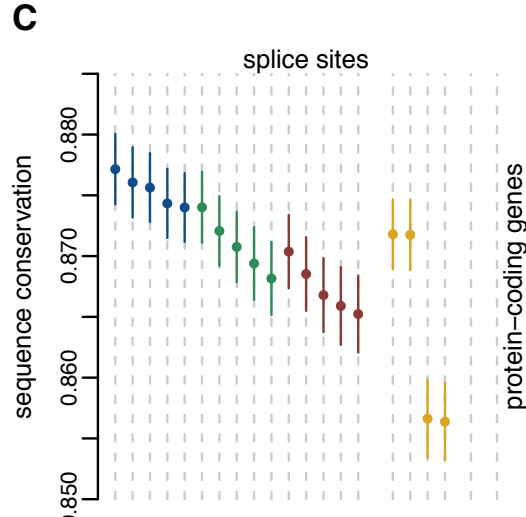 C
splice sites
sequence conservation
0.880
0.870
0.860
0.850
protein−coding genes